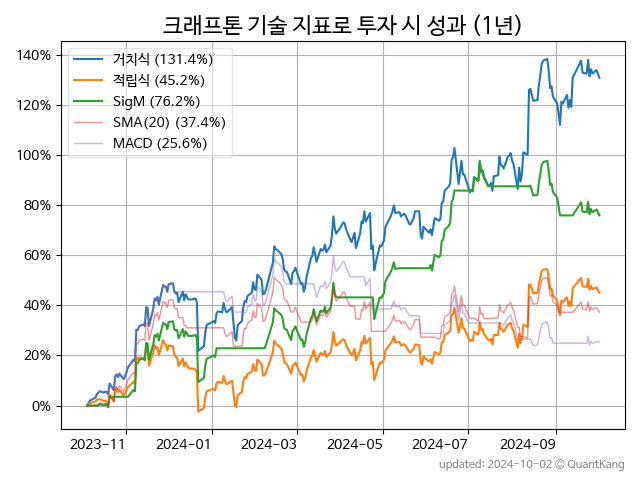 크래프톤 기술 지표로 투자 시 성과 (1년)
140%
120%
100%
80%
60%
40%
20%
0%
거치식 (131.4%)
적립식 (45.2%)
SigM (76.2%)
SMA(20) (37.4%)
MACD (25.6%)
2023-11
2024-01
2024-03
2024-05
2024-07
2024-09
updated: 2024-10-02 © QuantKang